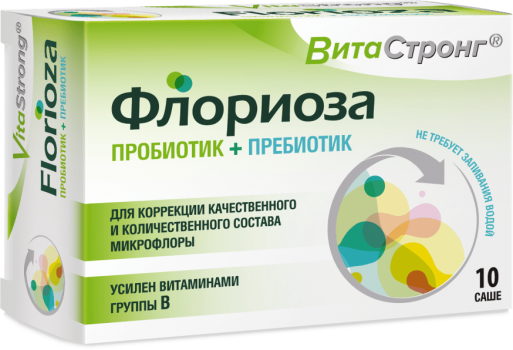 ВитаСтронг®
Флориоза
ПРОБИОТИК + ПРЕБИОТИК
ДЛЯ КОРРЕКЦИИ КАЧЕСТВЕННОГО
И КОЛИЧЕСТВЕННОГО СОСТАВА
МИКРОФЛОРЫ
УСИЛЕН ВИТАМИНАМИ
ГРУППЫ В
НЕ ТРЕБУЕТ ЗАПИВАНИЯ ВОДОЙ
10
САШЕ
VitaStrong®
Florioza
ПРОБИОТИК + ПРЕБИОТИК